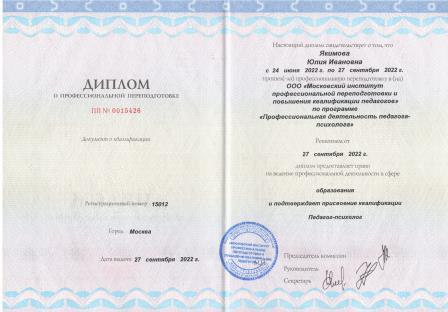 ДИПЛОМ
О ПРОФЕССИОНАЛЬНОЙ ПЕРЕПОДГОТОВКЕ
ПП № 0015426
Документ о квалификации
Регистрационный номер 15012
Город Москва
Дата выдачи 27 сентября 2022 г.
Настоящий диплом свидетельствует о том, что
Якимова
Юлия Ивановна
с 24 июня 2022 г. по 27 сентября 2022 г.
прошел(-ла) профессиональную переподготовку в (на)
ООО «Московский институт
профессиональной переподготовки и
повышения квалификации педагогов»
по программе
«Профессиональная деятельность педагога-
психолога»
Решением от
27 сентября 2022 г.
диплом предоставляет право
на ведение профессиональной деятельности в сфере
образования
и подтверждает присвоение квалификации
Педагог-психолог
Председатель комиссии
Руководитель
Секретарь